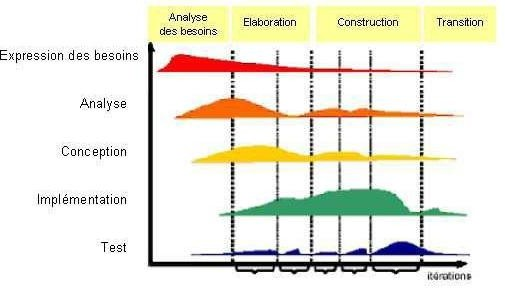 Analyse
des besoins
Elaboration
Construction
Transition
Expression des besoins
Analyse
Conception
Implémentation
Test
itérations